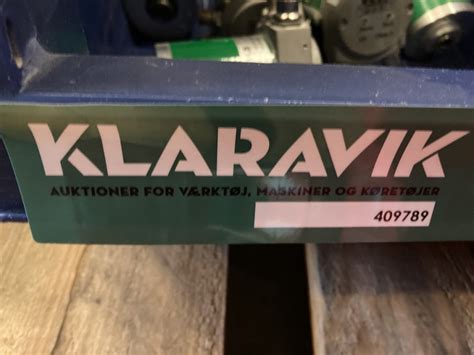 KLARAVIK
AUKTIONER FOR VÆRKTØJ, MASKINER OG KØRETØJER
409789